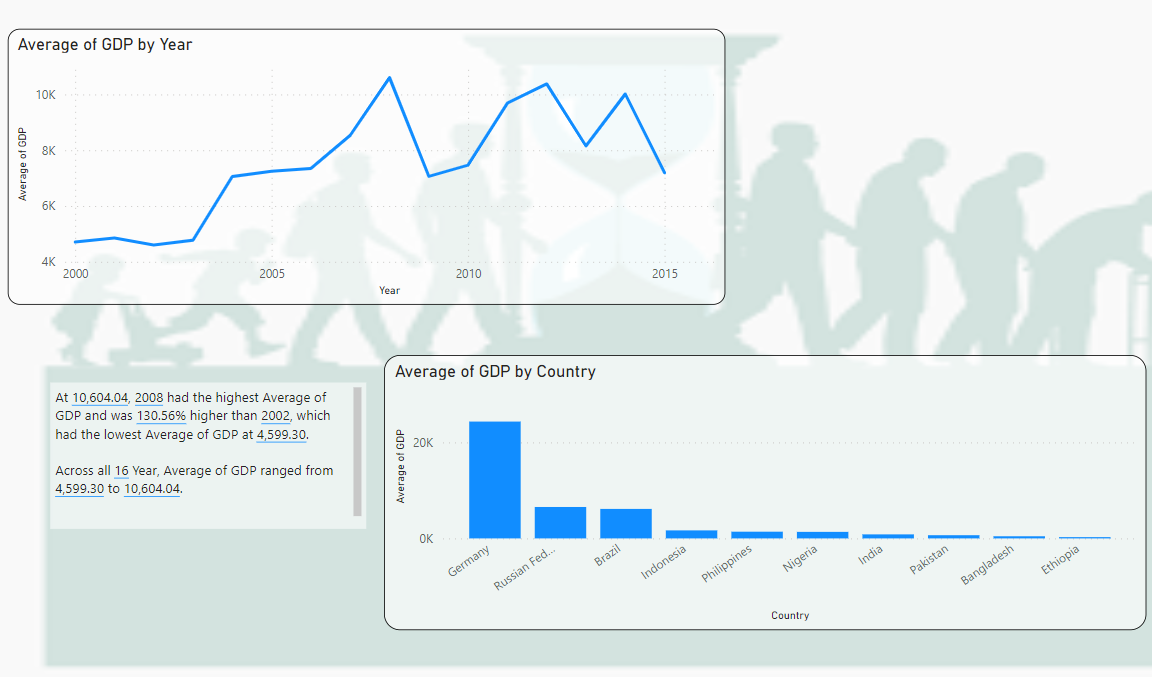 Average of GDP by Year
Average of GDP
10K
8K
6K
4K
2000 2005 2010 2015
Year
At 10,604.04, 2008 had the highest Average of
GDP and was 130.56% higher than 2002, which
had the lowest Average of GDP at 4,599.30.
Across all 16 Year, Average of GDP ranged from
4,599.30 to 10,604.04.
Average of GDP by Country
Average of GDP
20K
0K
Germany Russian Fed... Brazil Indonesia Philippines Nigeria India Pakistan Bangladesh Ethiopia
Country